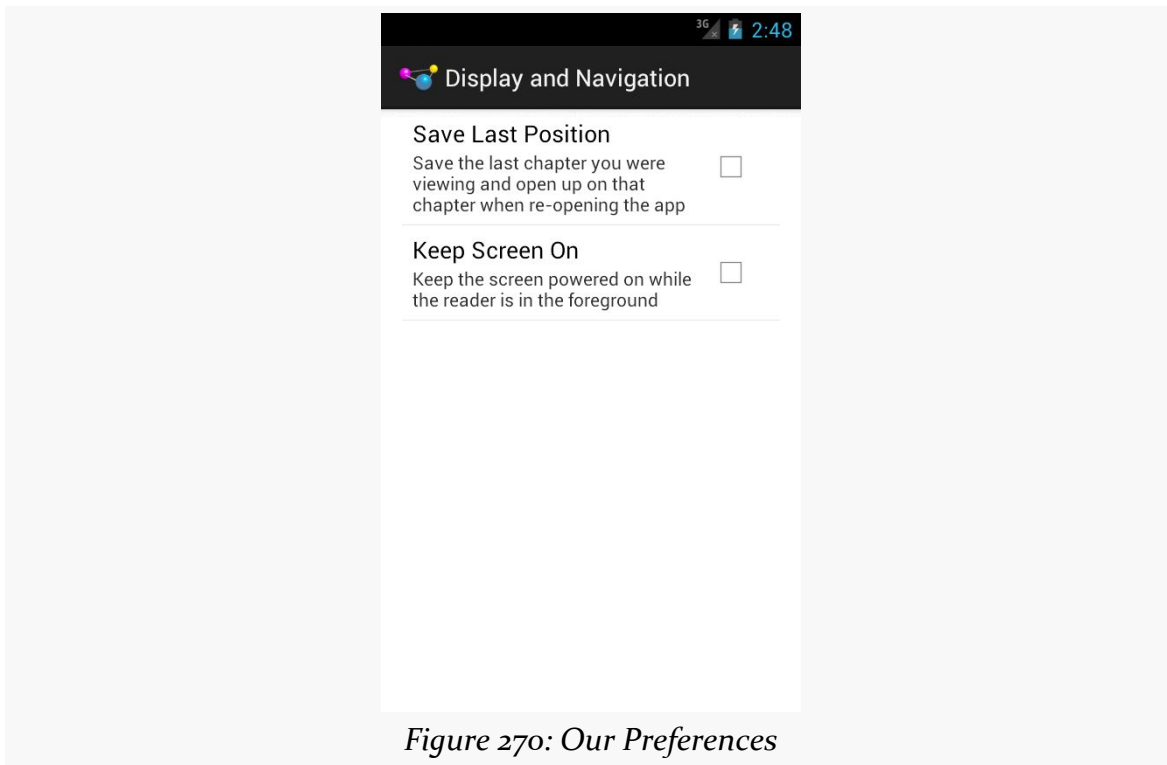 3G 2:48
Display and Navigation
Save Last Position
Save the last chapter you were
viewing and open up on that
chapter when re-opening the app
Keep Screen On
Keep the screen powered on while
the reader is in the foreground
Figure 270: Our Preferences